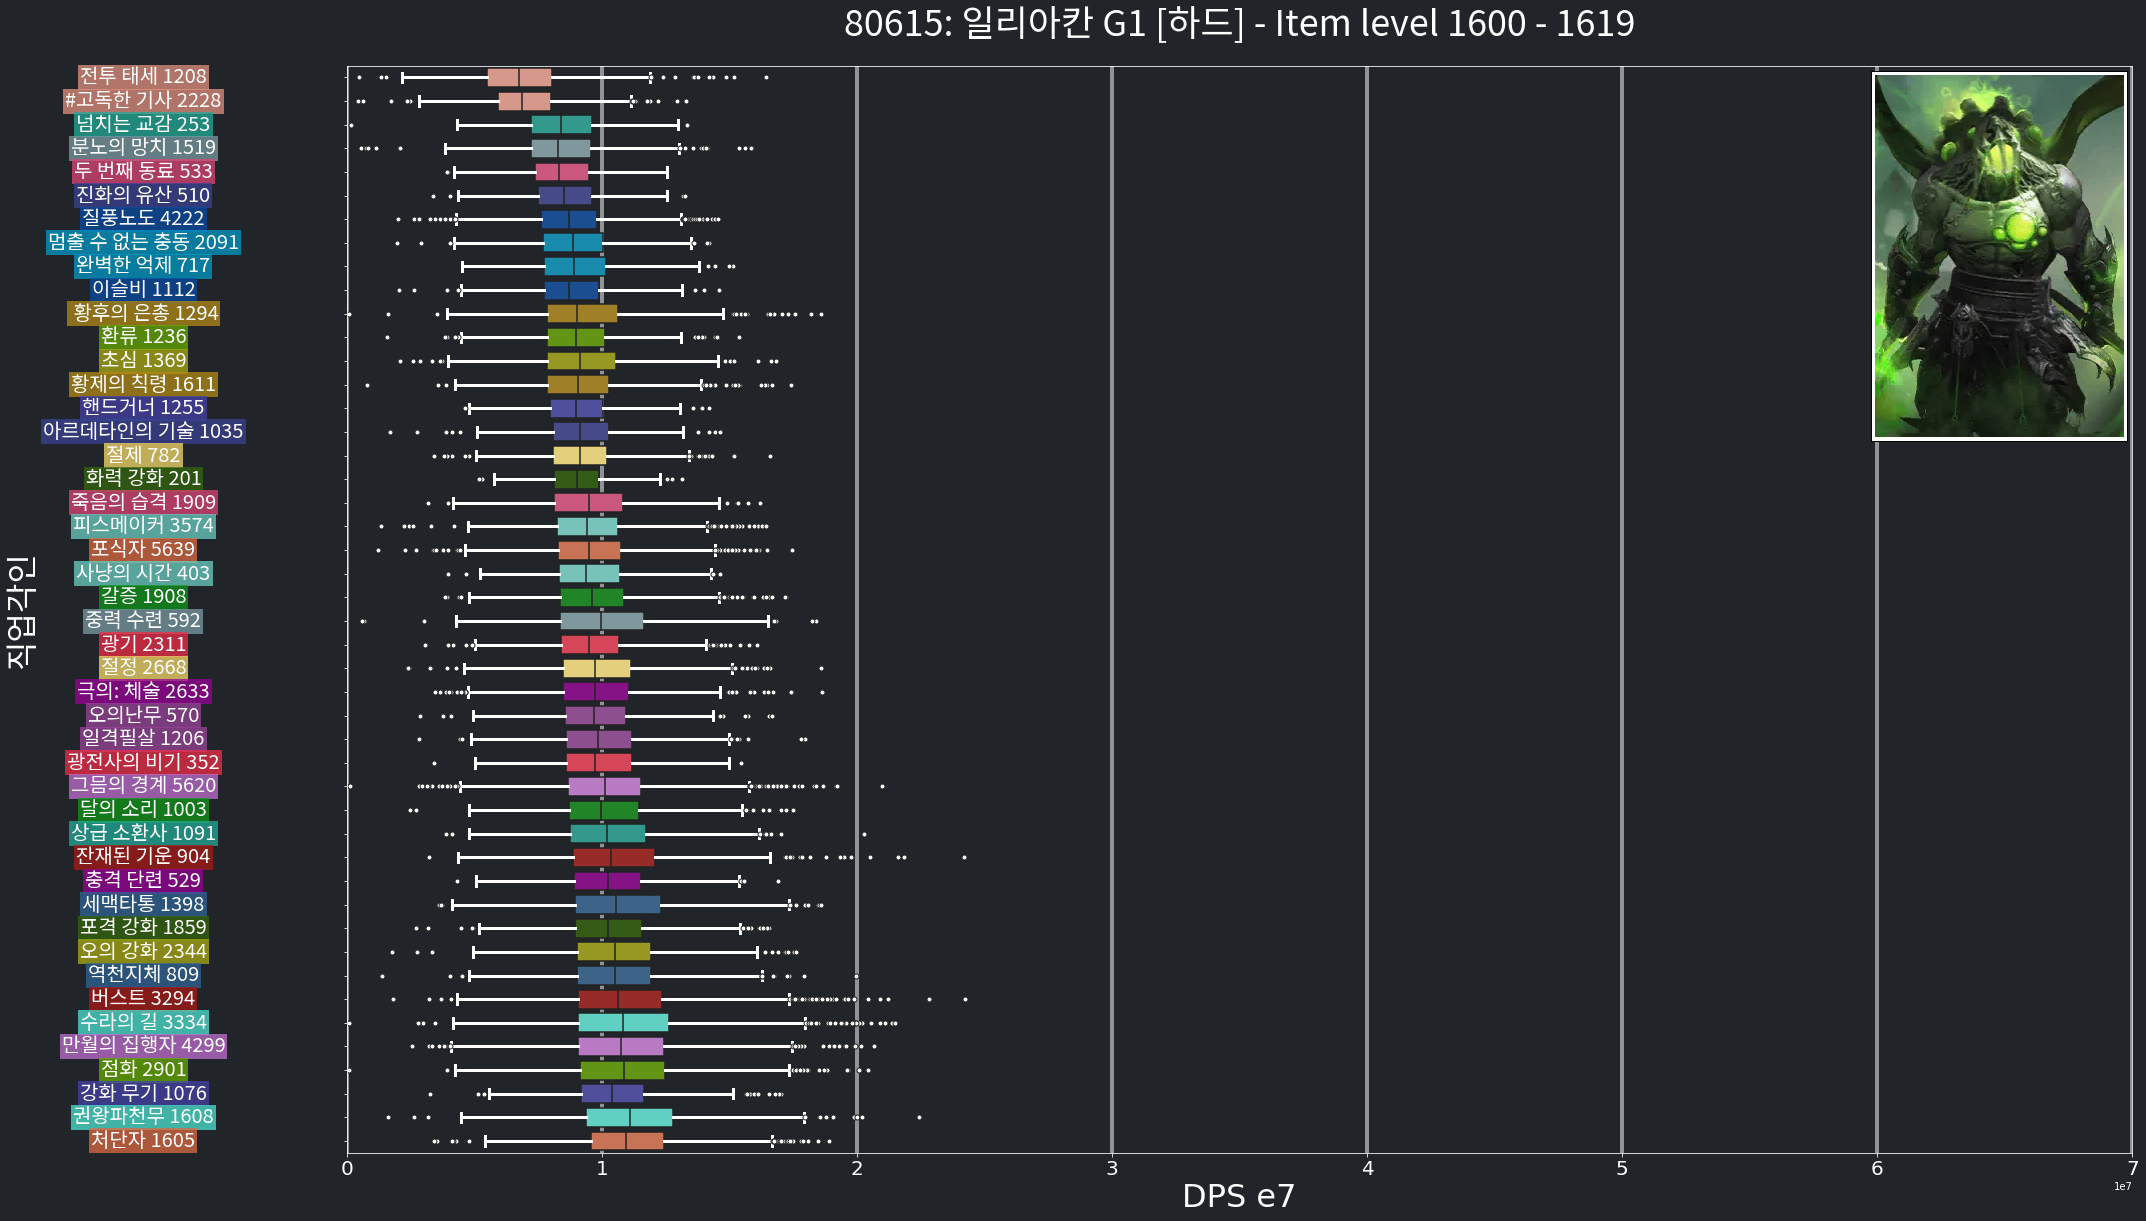 80615: 일리아칸 G1 [하드] - Item level 1600 - 1619
직업각인
전투 태세 1208
#고독한 기사 2228
넘치는 교감 253
분노의 망치 1519
두 번째 동료 533
진화의 유산 510
질풍노도 4222
멈출 수 없는 충동 2091
완벽한 억제 717
이슬비 1112
황후의 은총 1294
환류 1236
초심 1369
황제의 칙령 1611
핸드거너 1255
아르데타인의 기술 1035
절제 782
화력 강화 201
죽음의 습격 1909
피스메이커 3574
포식자 5639
사냥의 시간 403
갈증 1908
중력 수련 592
광기 2311
절정 2668
극의: 체술 2633
오의난무 570
일격필살 1206
광전사의 비기 352
그믐의 경계 5620
달의 소리 1003
상급 소환사 1091
잔재된 기운 904
충격 단련 529
세맥타통 1398
포격 강화 1859
오의 강화 2344
역천지체 809
버스트 3294
수라의 길 3334
만월의 집행자 4299
점화 2901
강화 무기 1076
권왕파천무 1608
처단자 1605
0 1 2 3 4 5 6 7
1e7
DPS e7